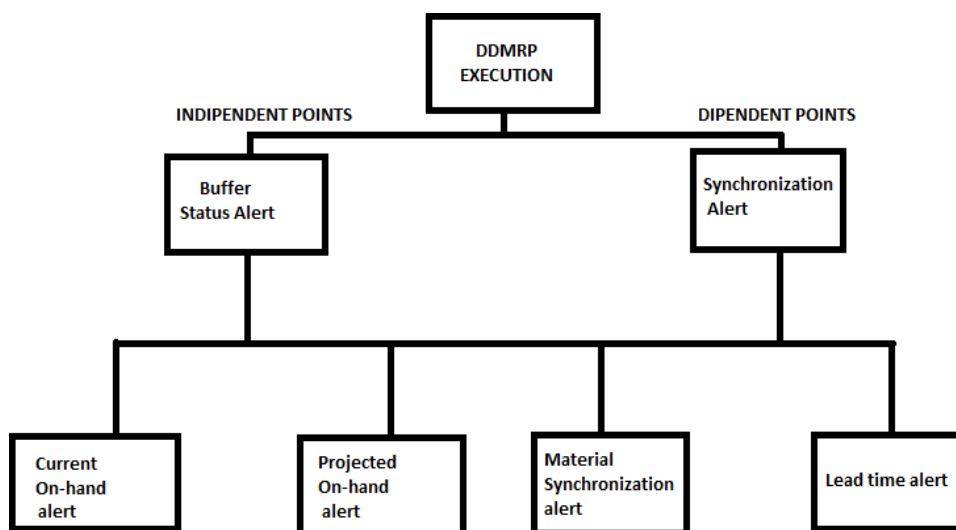 DDMRP
EXECUTION
INDIPENDENT POINTS
DIPENDENT POINTS
Buffer
Status Alert
Synchronization
Alert
Current
On-hand
alert
Projected
On-hand
alert
Material
Synchronization
alert
Lead time alert